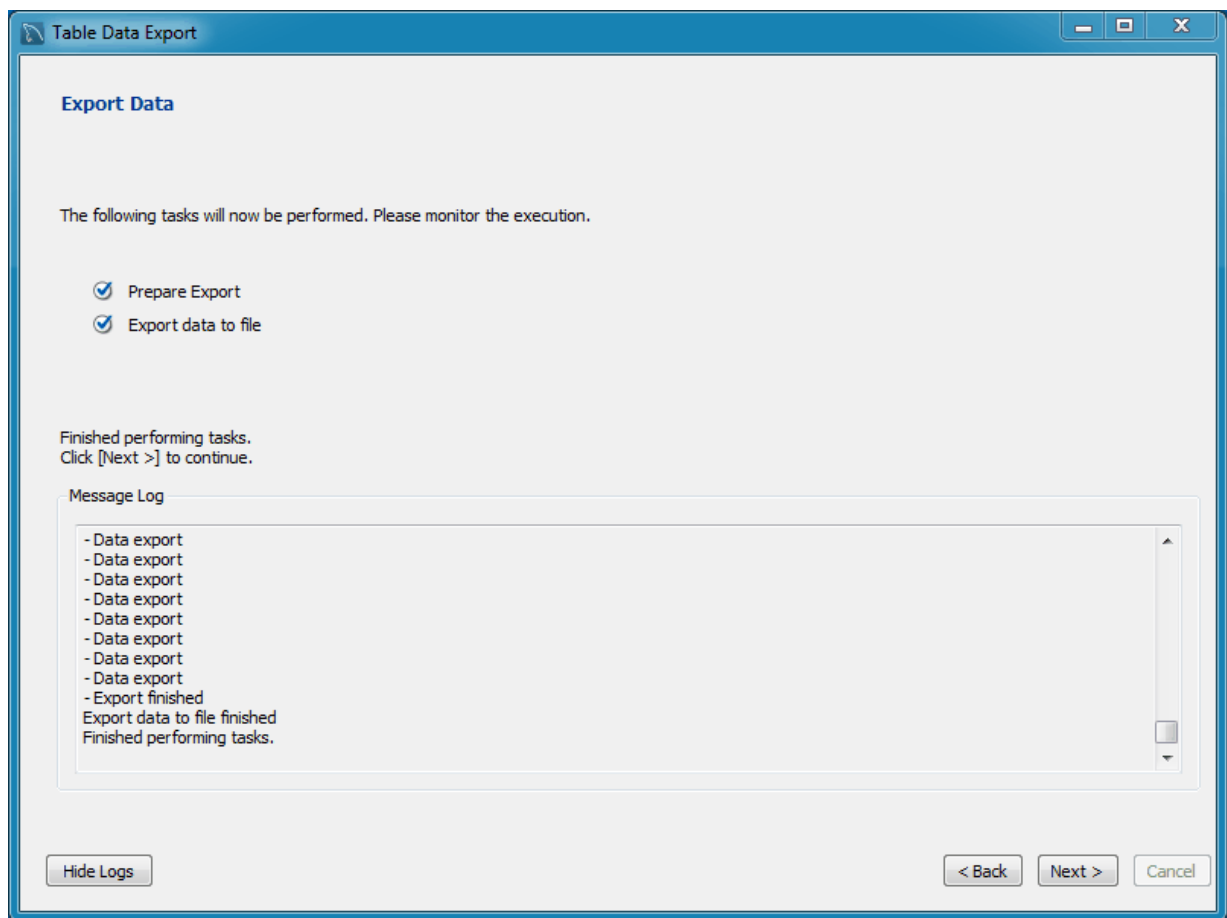 Table Data Export
Export Data
The following tasks will now be performed. Please monitor the execution.
Prepare Export
Export data to file
Finished performing tasks.
Click [Next >] to continue.
Message Log
- Data export
- Data export
- Data export
- Data export
- Data export
- Data export
- Data export
- Data export
- Export finished
Export data to file finished
Finished performing tasks.
Hide Logs
< Back
Next >
Cancel